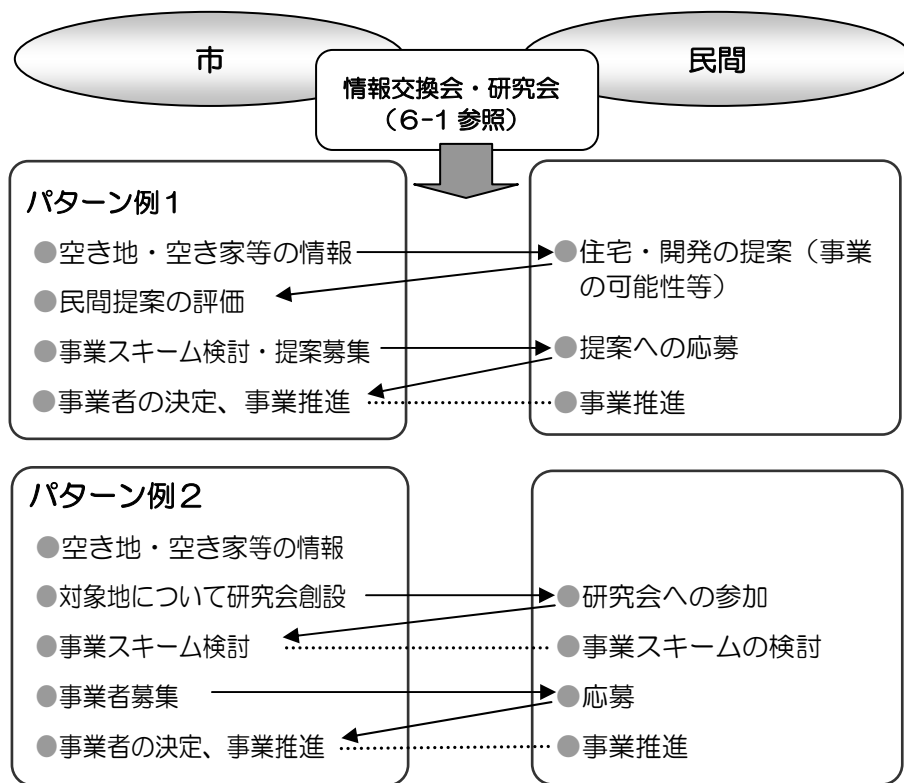 市
民間
情報交換会・研究会
(6-1 参照)
パターン例1
●空き地・空き家等の情報
●民間提案の評価
●事業スキーム検討・提案募集
●事業者の決定、事業推進
●住宅・開発の提案（事業
の可能性等）
●提案への応募
●事業推進
パターン例2
●空き地・空き家等の情報
●対象地について研究会創設
●事業スキーム検討
●事業者募集
●事業者の決定、事業推進
●研究会への参加
●事業スキームの検討
●応募
●事業推進